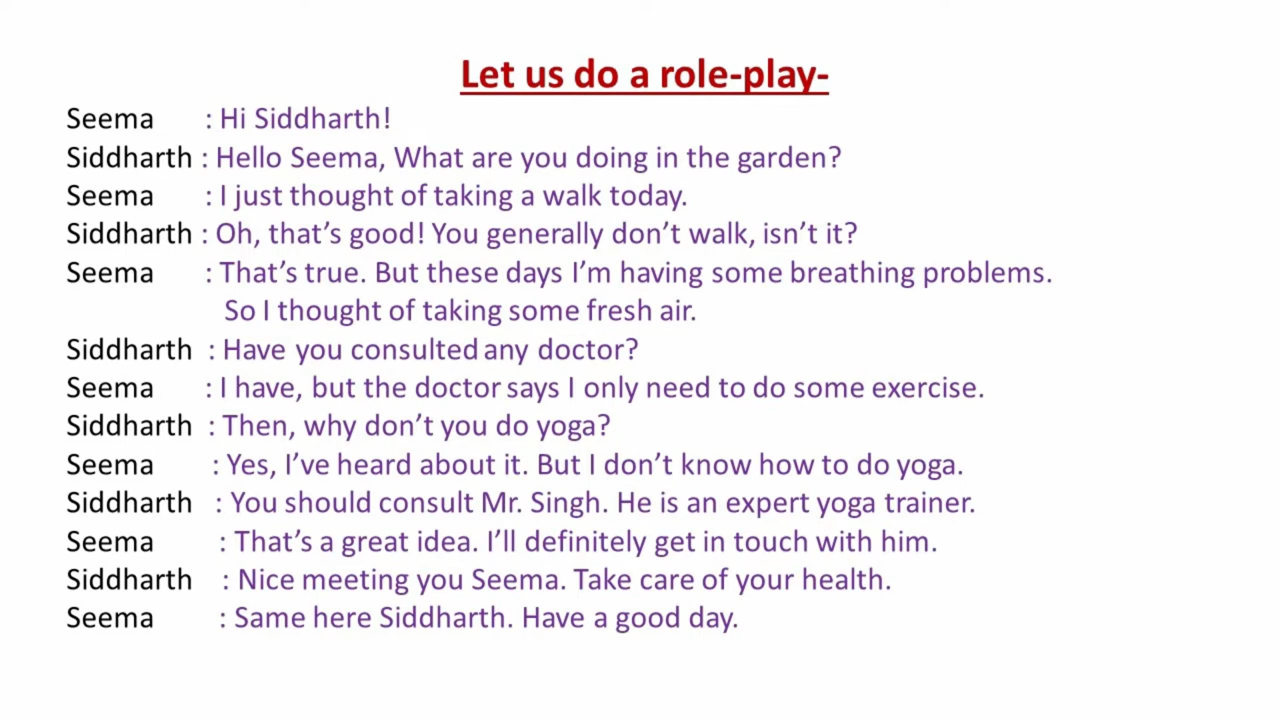 Let us do a role-play-
Seema : Hi Siddharth!
Siddharth : Hello Seema, What are you doing in the garden?
Seema : I just thought of taking a walk today.
Siddharth : Oh, that's good! You generally don't walk, isn't it?
Seema : That's true. But these days I'm having some breathing problems.
So I thought of taking some fresh air.
Siddharth : Have you consulted any doctor?
Seema : I have, but the doctor says I only need to do some exercise.
Siddharth : Then, why don't you do yoga?
Seema : Yes, I've heard about it. But I don't know how to do yoga.
Siddharth : You should consult Mr. Singh. He is an expert yoga trainer.
Seema : That's a great idea. I'll definitely get in touch with him.
Siddharth : Nice meeting you Seema. Take care of your health.
Seema : Same here Siddharth. Have a good day.